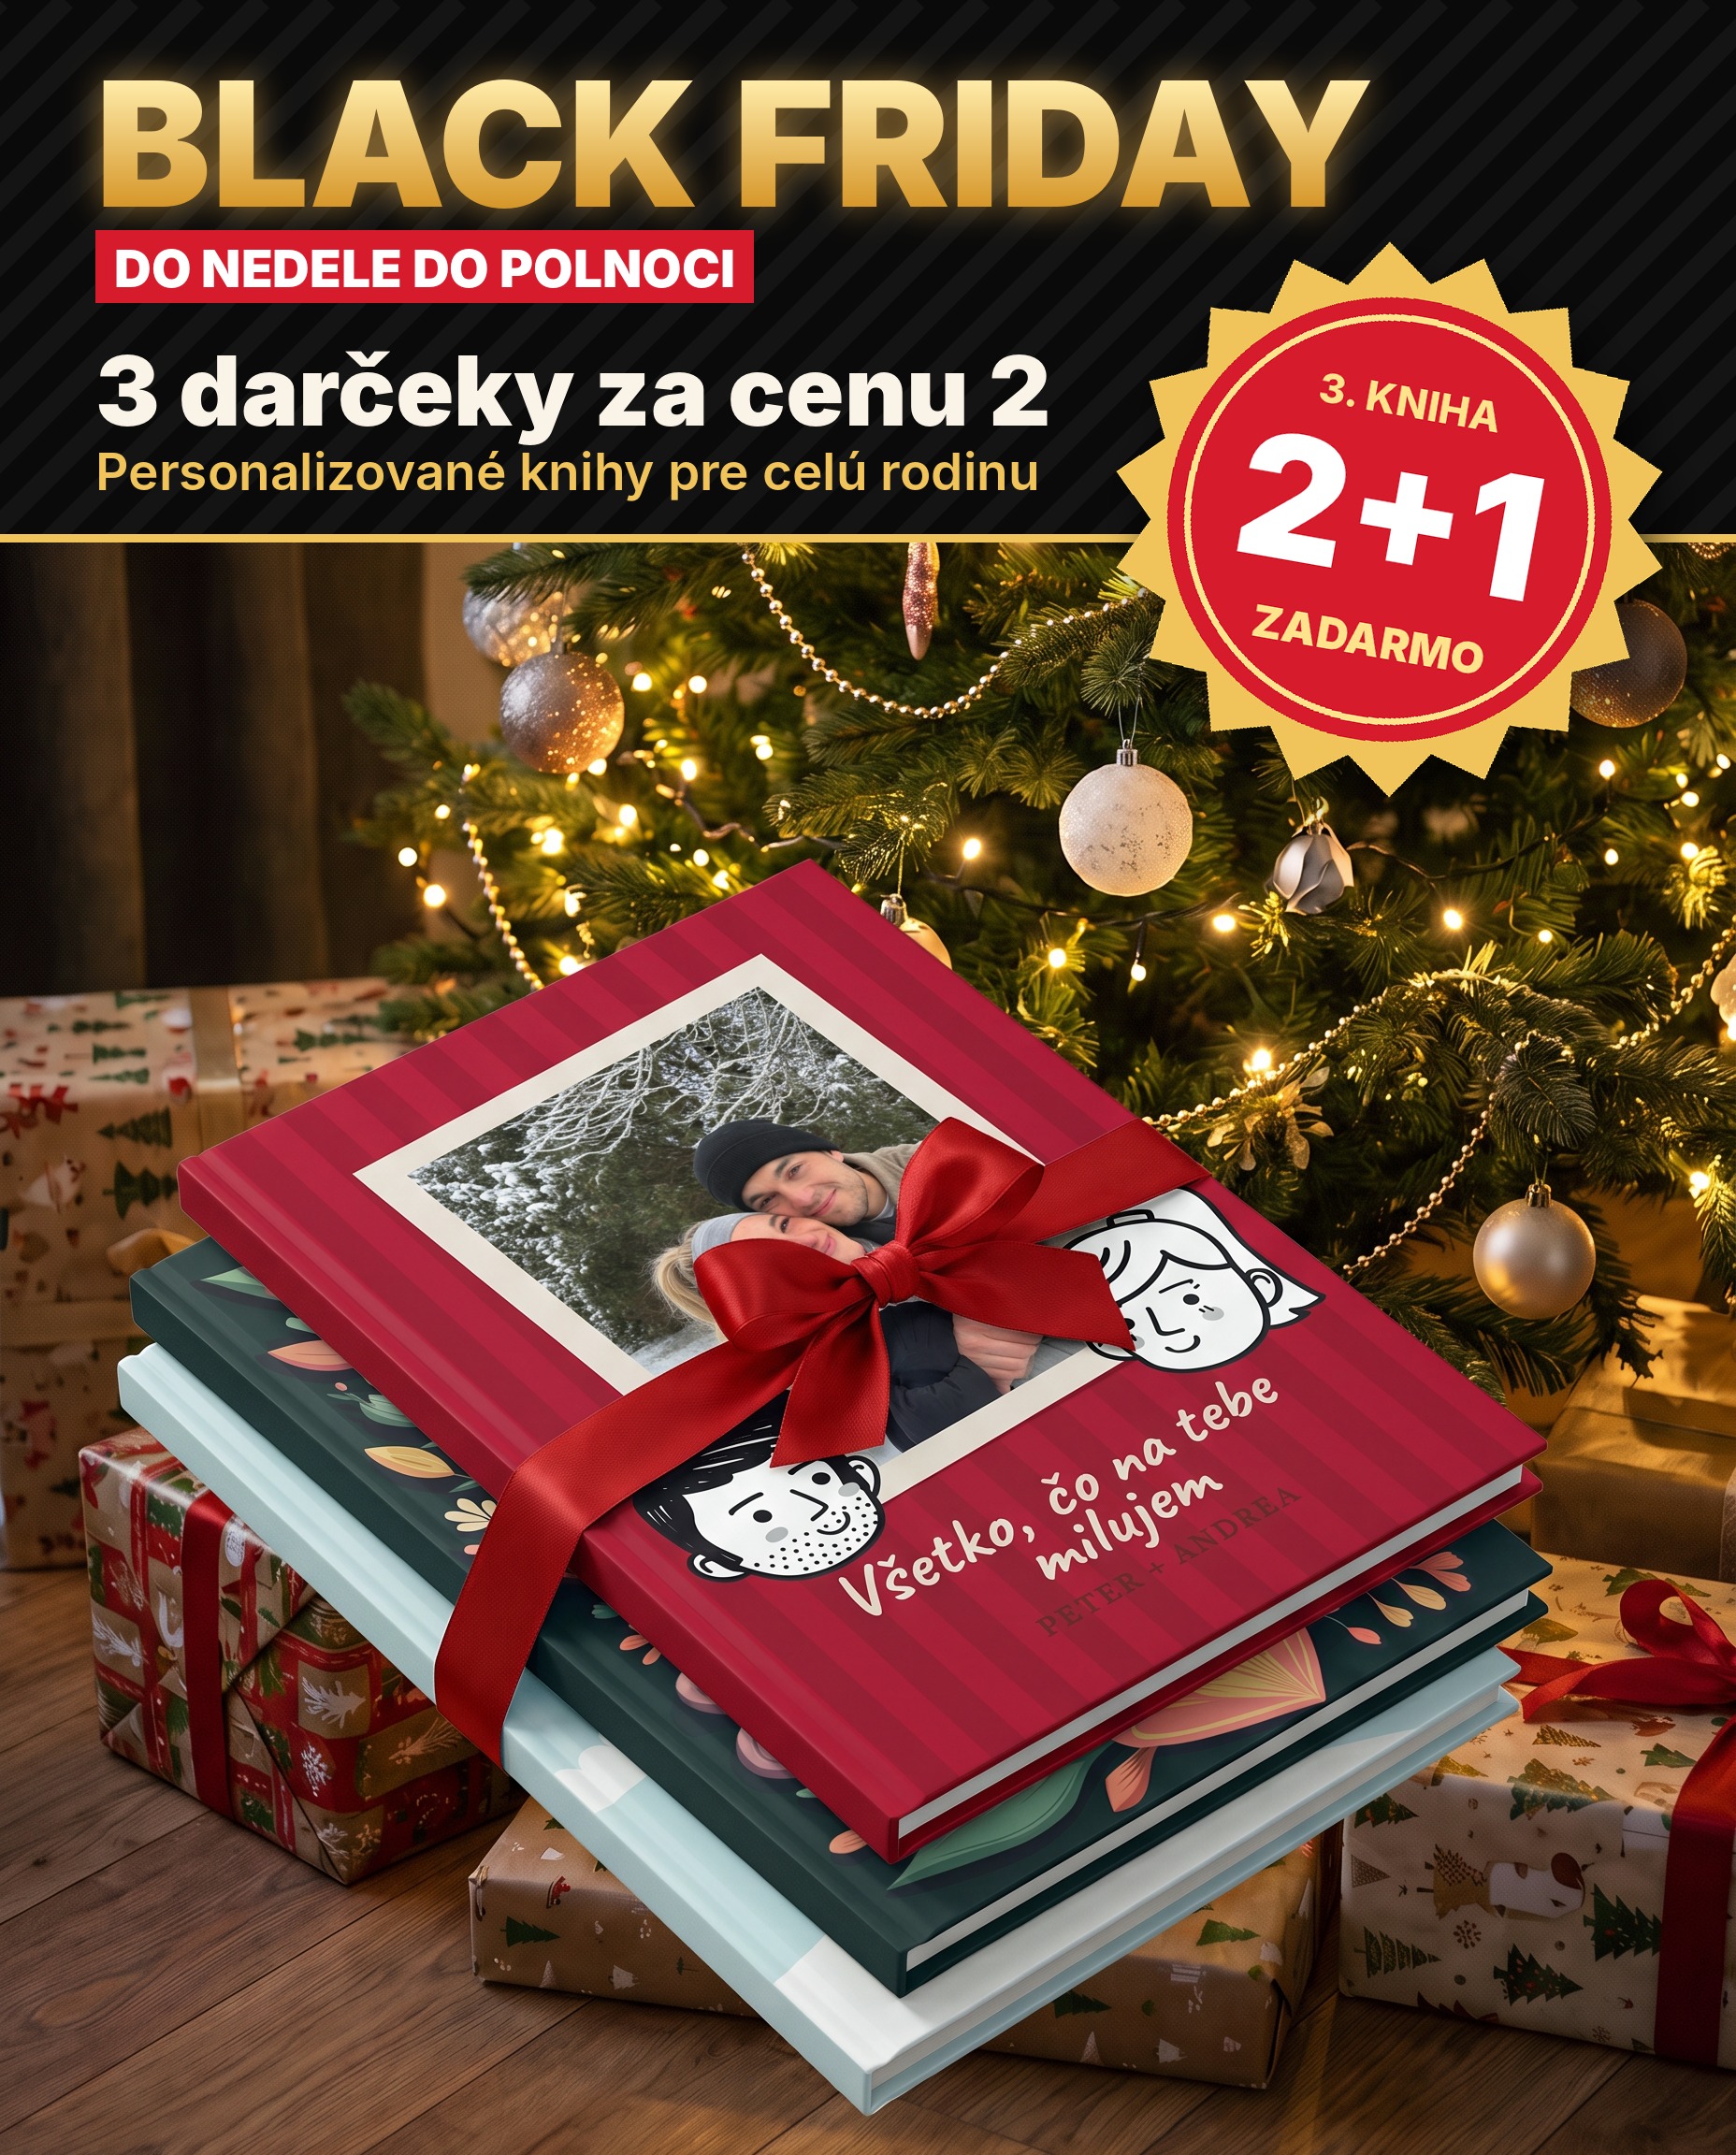 BLACK FRIDAY
DO NEDELE DO POLNOCI
3 darčeky za cenu 2
Personalizované knihy pre celú rodinu
3. KNIHA
2+1
ZADARMO
Všetko, čo na tebe
milujem
PETER + ANDREA